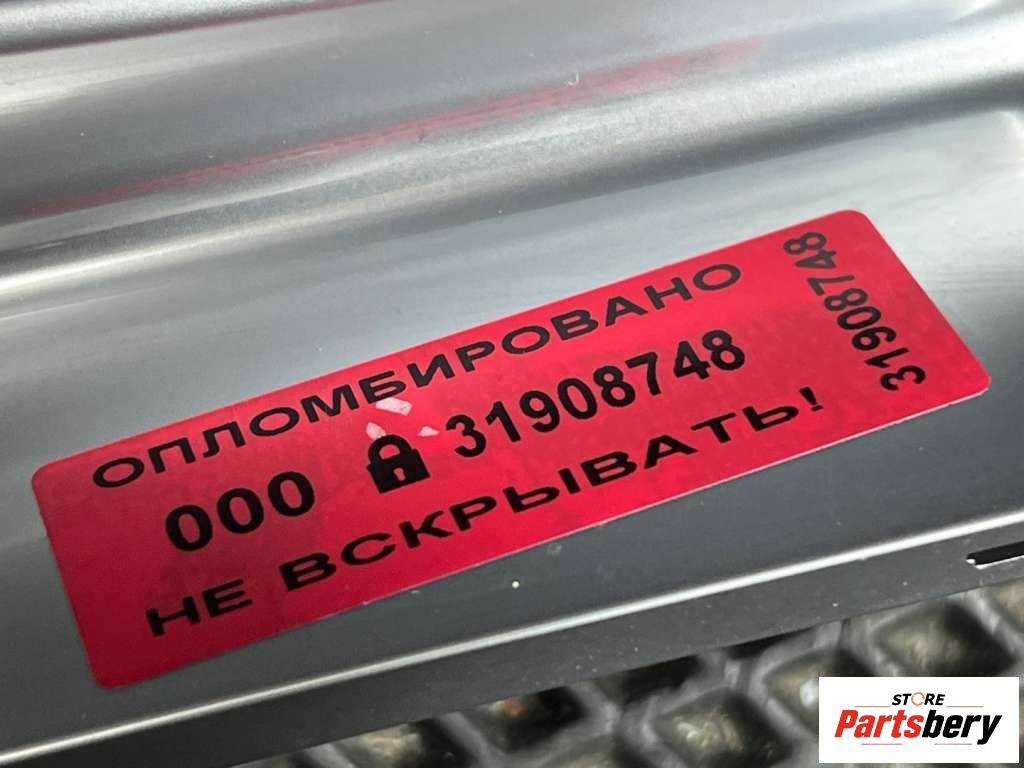 ОПЛОМБИРОВАНО
000 31908748
НЕ ВСКРЫВАТЬ!
31908748
STORE
Partsbery